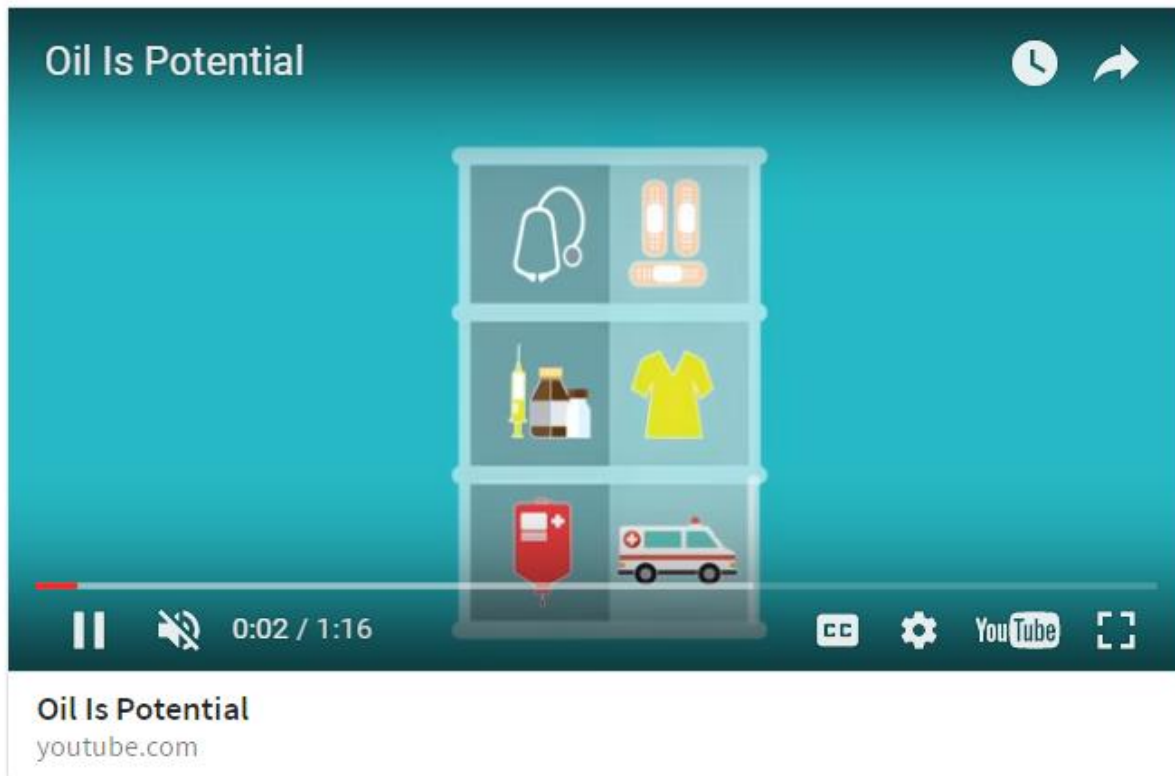 Oil Is Potential
0:02 / 1:16
CC
YouTube
Oil Is Potential
youtube.com